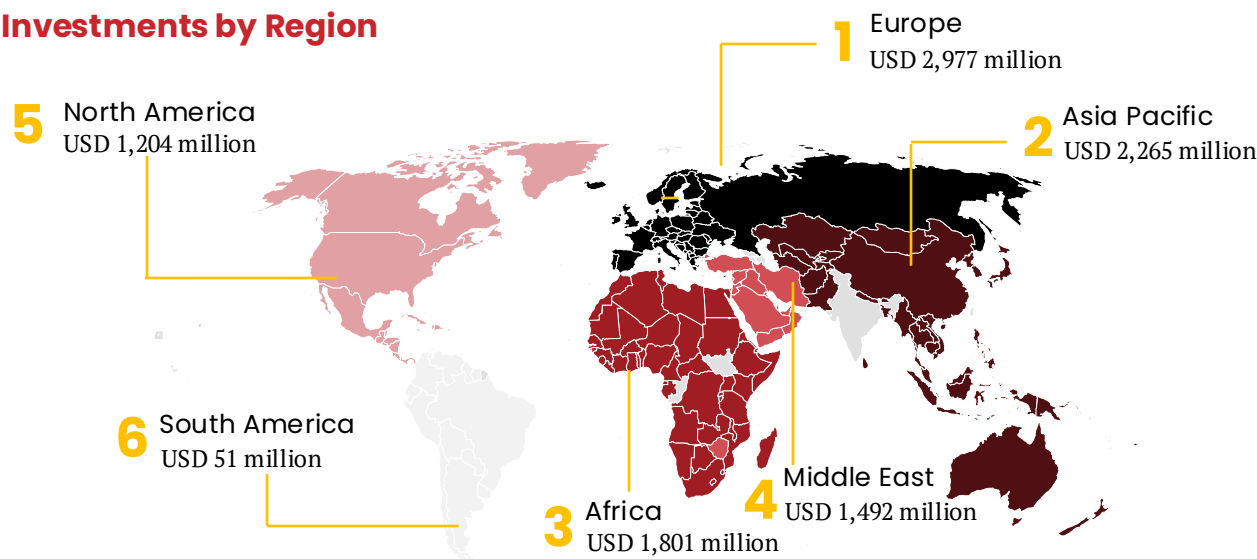 Investments by Region
1
Europe
USD 2,977 million
2
Asia Pacific
USD 2,265 million
5
North America
USD 1,204 million
6
South America
USD 51 million
3
Africa
USD 1,801 million
4
Middle East
USD 1,492 million